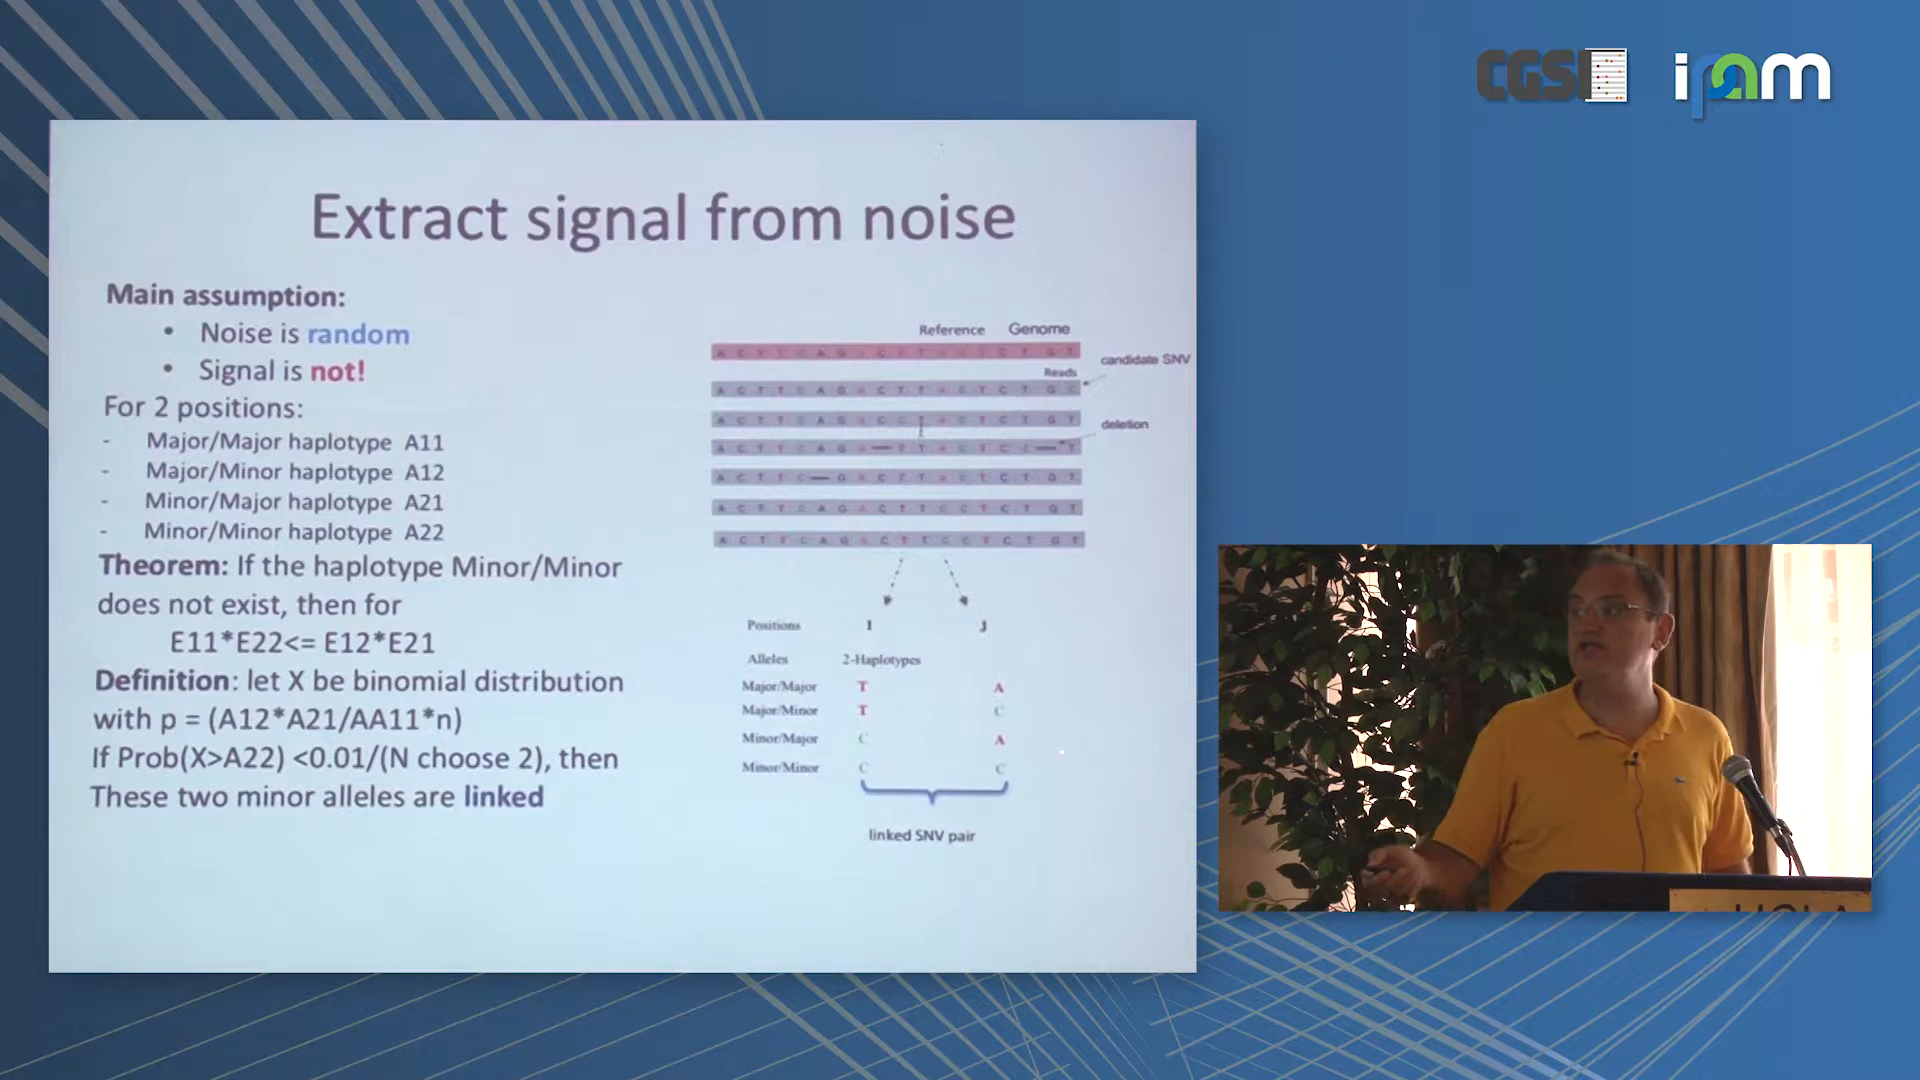 CGSI
ipam
Extract signal from noise
Main assumption:
• Noise is random
• Signal is not!
For 2 positions:
- Major/Major haplotype A11
- Major/Minor haplotype A12
- Minor/Major haplotype A21
- Minor/Minor haplotype A22
Theorem: If the haplotype Minor/Minor
does not exist, then for
E11*E22<= E12*E21
Definition: let X be binomial distribution
with p = (A12*A21/AA11*n)
If Prob(X>A22) <0.01/(N choose 2), then
These two minor alleles are linked
Reference Genome
candidate SNV
Reads
deletion
Positions I J
Alleles 2-Haplotypes
Major/Major T A
Major/Minor T C
Minor/Major C A
Minor/Minor C C
linked SNV pair